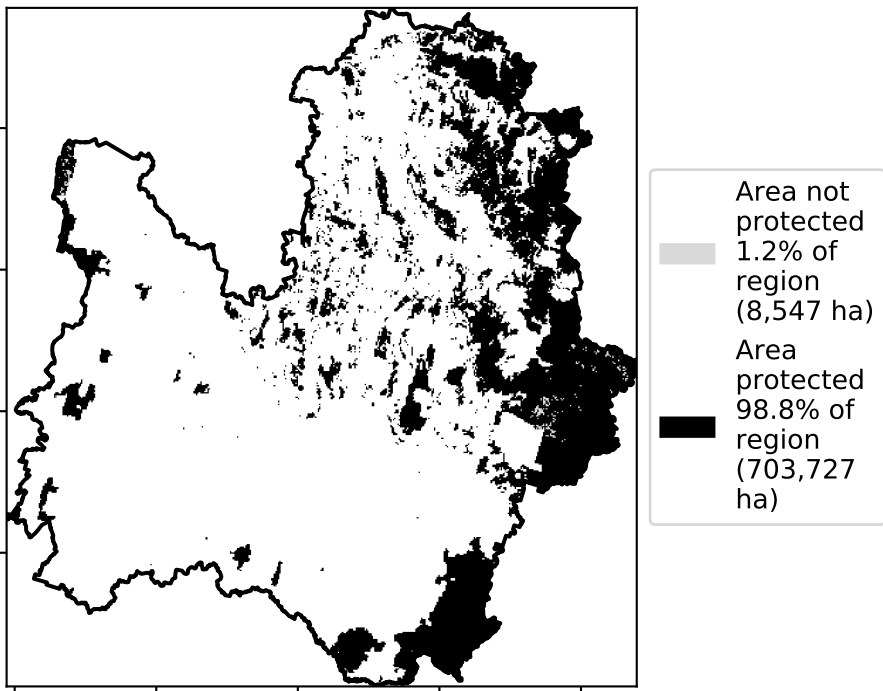 Area not
protected
1.2% of
region
(8,547 ha)
Area
protected
98.8% of
region
(703,727
ha)